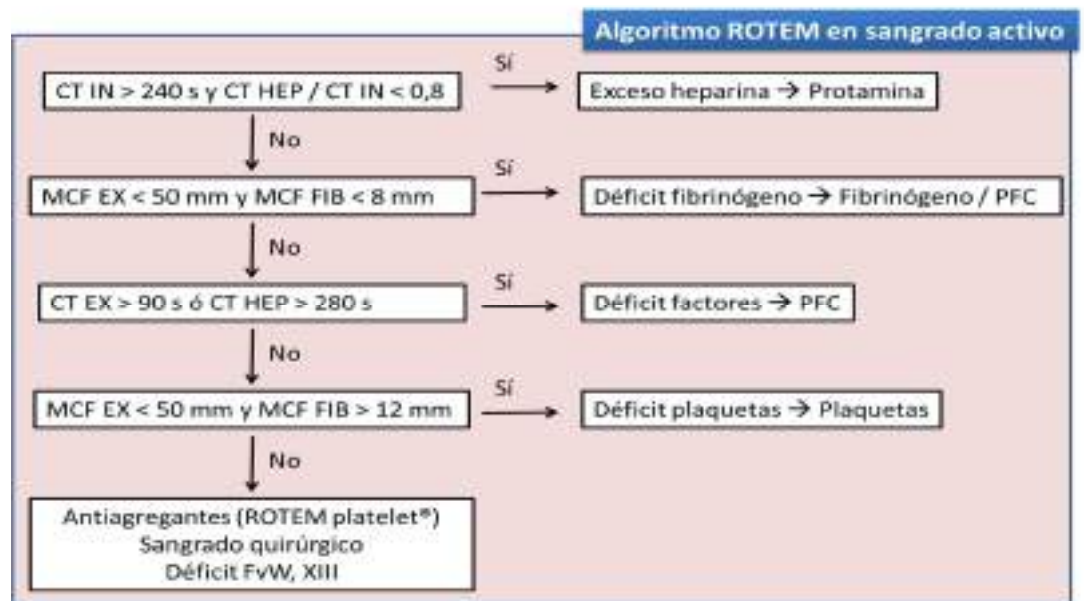 Algoritmo ROTEM en sangrado activo
CT IN > 240 s y CT HEP / CT IN < 0,8
Sí
Exceso heparina → Protamina
No
MCF EX < 50 mm y MCF FIB < 8 mm
Sí
Déficit fibrinógeno → Fibrinógeno / PFC
No
CT EX > 90 s ó CT HEP > 280 s
Sí
Déficit factores → PFC
No
MCF EX < 50 mm y MCF FIB > 12 mm
Sí
Déficit plaquetas → Plaquetas
No
Antiagregantes (ROTEM platelet®)
Sangrado quirúrgico
Déficit FvW, XIII